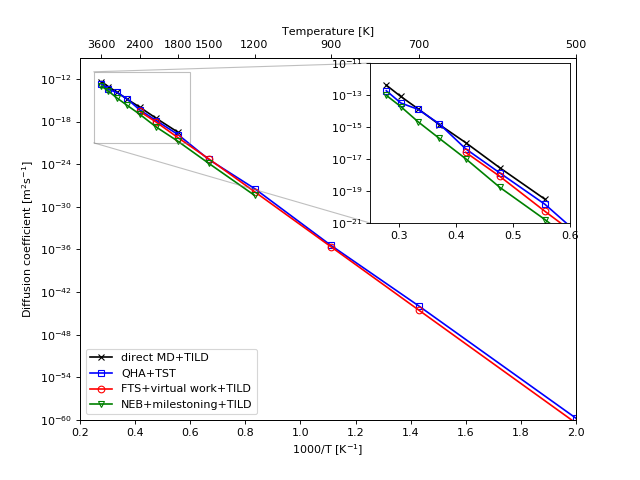 Temperature [K]
3600 2400 1800 1500 1200 900 700 500
10⁻¹²
10⁻¹⁸
10⁻²⁴
10⁻³⁰
10⁻³⁶
10⁻⁴²
10⁻⁴⁸
10⁻⁵⁴
10⁻⁶⁰
Diffusion coefficient [m²s⁻¹]
10⁻¹¹
10⁻¹³
10⁻¹⁵
10⁻¹⁷
10⁻¹⁹
10⁻²¹
0.3 0.4 0.5 0.6
direct MD+TILD
QHA+TST
FTS+virtual work+TILD
NEB+milestoning+TILD
0.2 0.4 0.6 0.8 1.0 1.2 1.4 1.6 1.8 2.0
1000/T [K⁻¹]